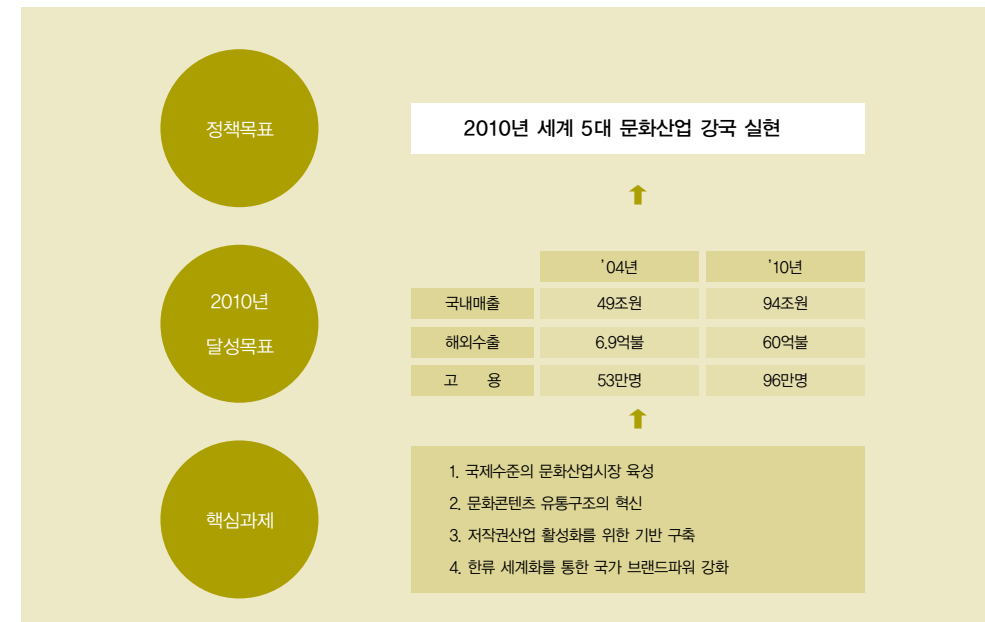 정책목표
2010년 세계 5대 문화산업 강국 실현
2010년
달성목표
'04년 '10년
국내매출 49조원 94조원
해외수출 6.9억불 60억불
고 용 53만명 96만명
핵심과제
1. 국제수준의 문화산업시장 육성
2. 문화콘텐츠 유통구조의 혁신
3. 저작권산업 활성화를 위한 기반 구축
4. 한류 세계화를 통한 국가 브랜드파워 강화